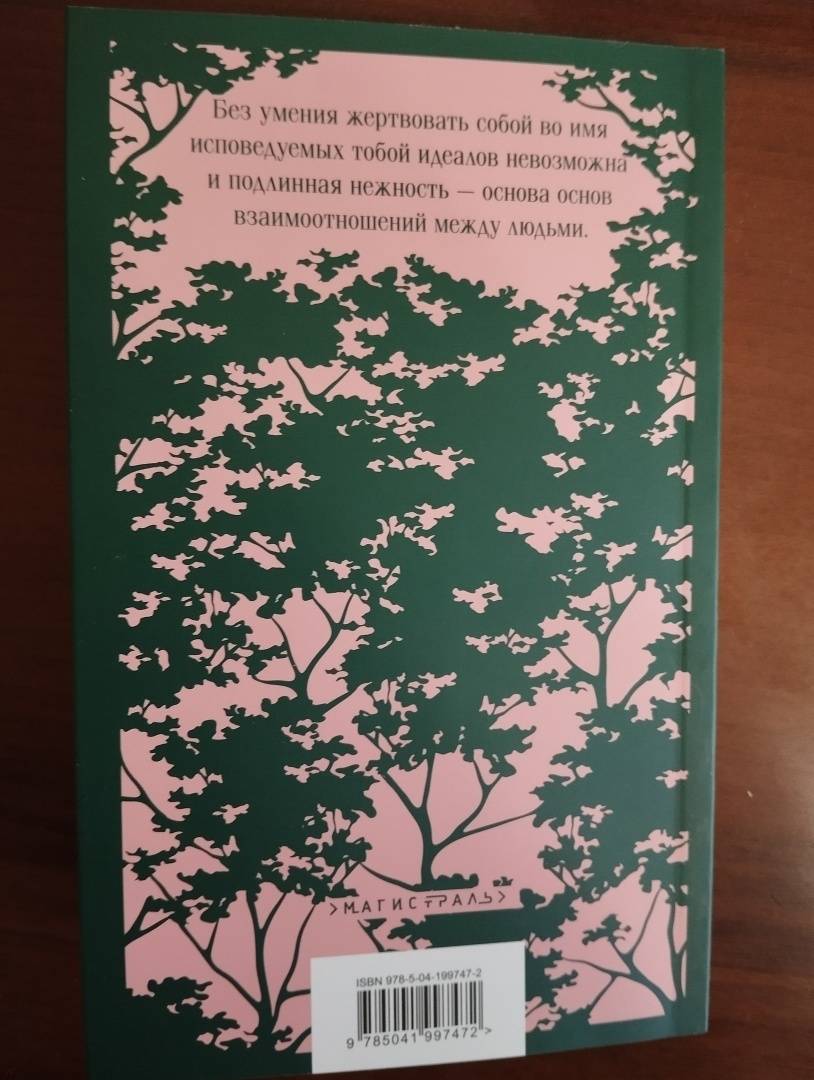 Без умения жертвовать собой во имя
исповедуемых тобой идеалов невозможна
и подлинная нежность — основа основ
взаимоотношений между людьми.
>МАГИСТРАЛЬ>
ISBN 978-5-04-199747-2
9 785041 997472 >